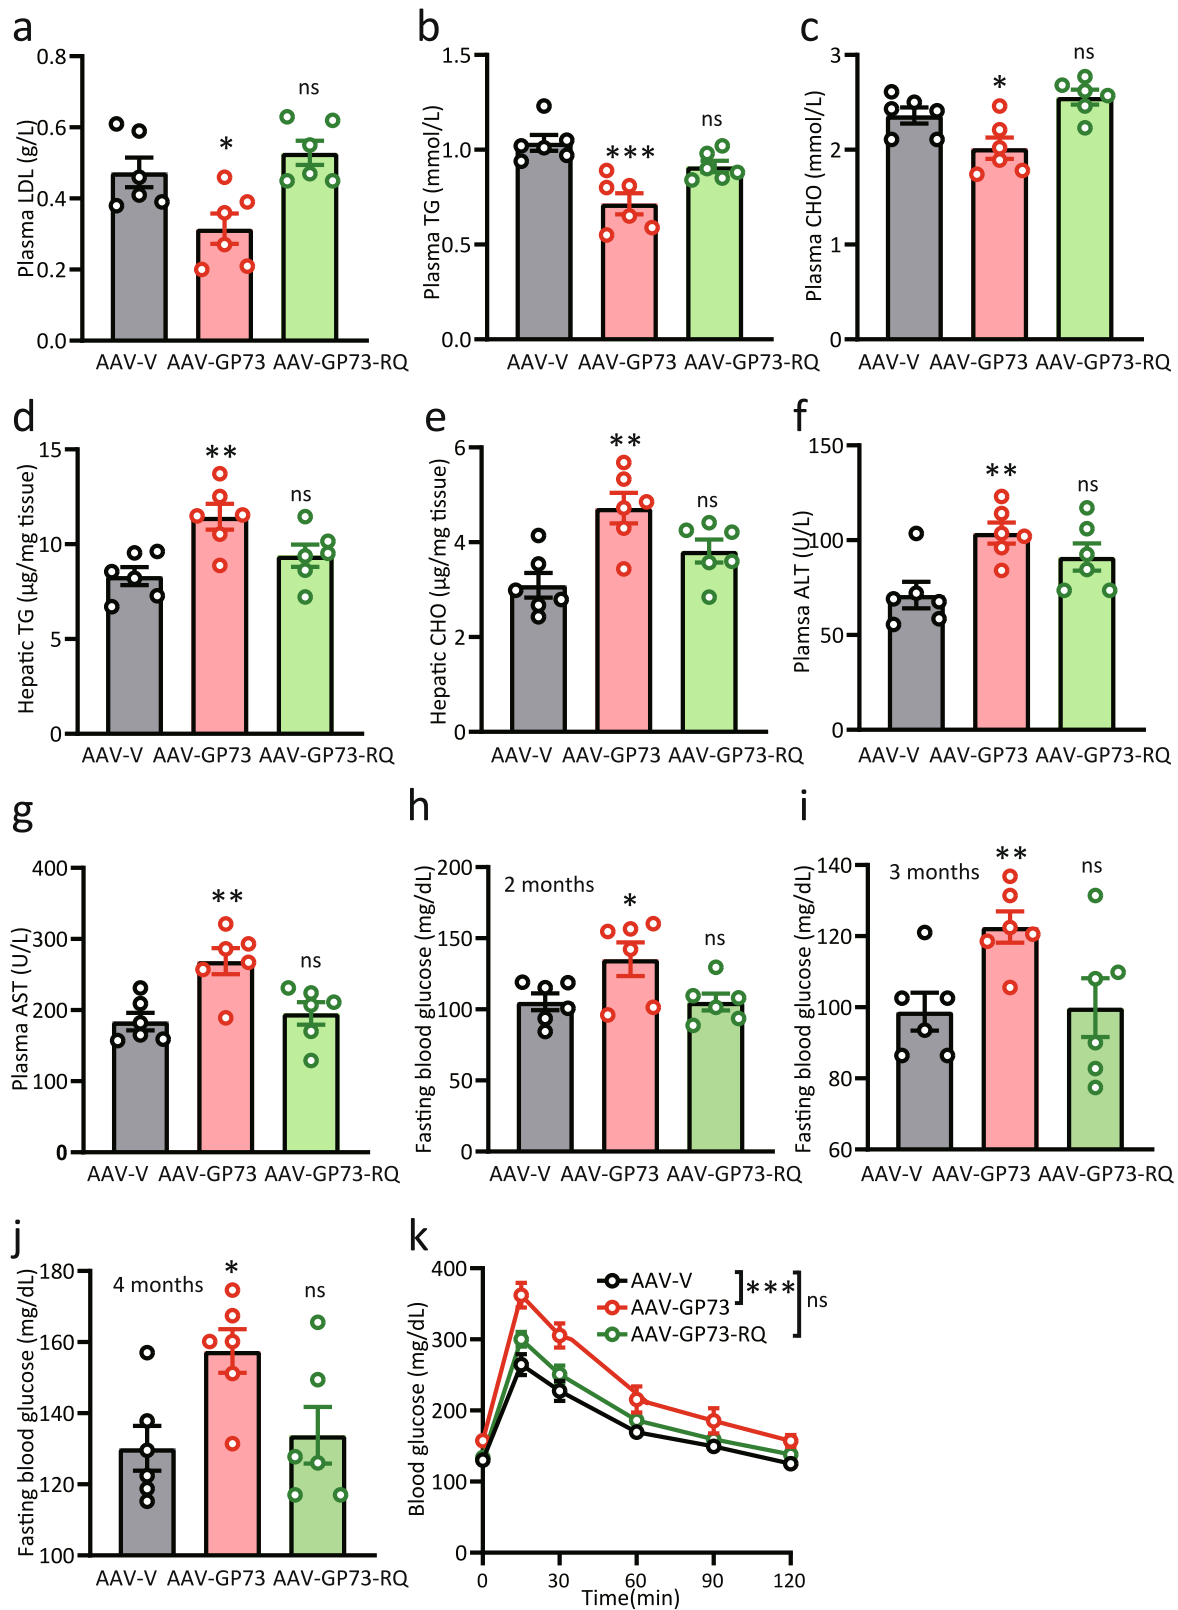 a
0.8
0.6
0.4
0.2
0.0
Plasma LDL (g/L)
*
ns
AAV-V AAV-GP73 AAV-GP73-RQ
b
1.5
1.0
0.5
0.0
Plasma TG (mmol/L)
***
ns
AAV-V AAV-GP73 AAV-GP73-RQ
c
3
2
1
0
Plasma CHO (mmol/L)
*
ns
AAV-V AAV-GP73 AAV-GP73-RQ
d
15
10
5
0
Hepatic TG (µg/mg tissue)
**
ns
AAV-V AAV-GP73 AAV-GP73-RQ
e
6
4
2
0
Hepatic CHO (µg/mg tissue)
**
ns
AAV-V AAV-GP73 AAV-GP73-RQ
f
150
100
50
0
Plamsa ALT (U/L)
**
ns
AAV-V AAV-GP73 AAV-GP73-RQ
g
400
300
200
100
0
Plasma AST (U/L)
**
ns
AAV-V AAV-GP73 AAV-GP73-RQ
h
200
150
100
50
0
Fasting blood glucose (mg/dL)
2 months
*
ns
AAV-V AAV-GP73 AAV-GP73-RQ
i
140
120
100
80
60
Fasting blood glucose (mg/dL)
3 months
**
ns
AAV-V AAV-GP73 AAV-GP73-RQ
j
180
160
140
120
100
Fasting blood glucose (mg/dL)
4 months
*
ns
AAV-V AAV-GP73 AAV-GP73-RQ
k
400
300
200
100
0
Blood glucose (mg/dL)
AAV-V
AAV-GP73
AAV-GP73-RQ
***
ns
0 30 60 90 120
Time(min)